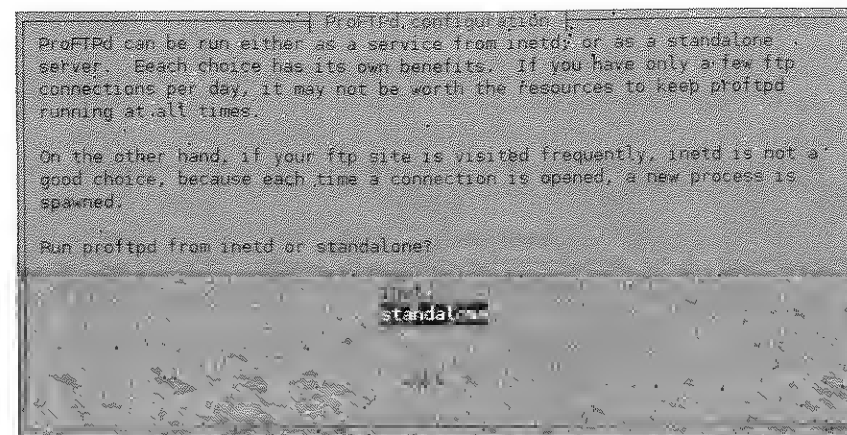 ProFTPd configuration
ProFTPd can be run either as a service from inetd, or as a standalone
server. Eeach choice has its own benefits. If you have only a few ftp
connections per day, it may not be worth the resources to keep proftpd
running at all times.
On the other hand, if your ftp site is visited frequently, inetd is not a
good choice, because each time a connection is opened, a new process is
spawned.
Run proftpd from inetd or standalone?